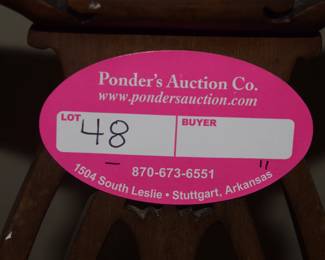 Ponder's Auction Co.
www.pondersauction.com
LOT 48 BUYER
870-673-6551
1504 South Leslie • Stuttgart, Arkansas